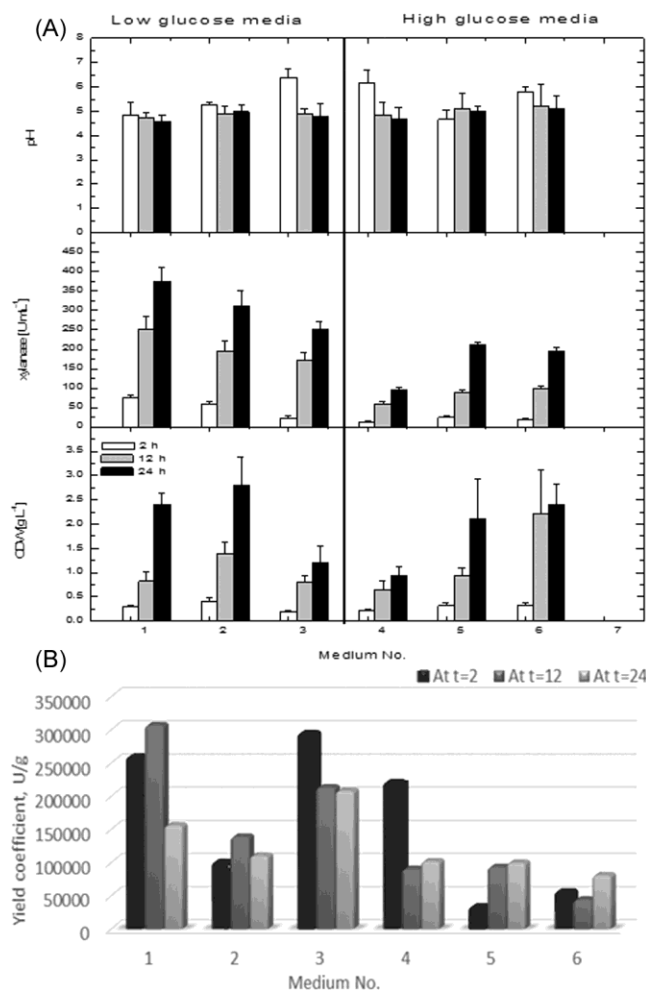 (A)
Low glucose media
High glucose media
8
7
6
5
4
3
2
1
0
pH
450
400
350
300
250
200
150
100
50
0
xylanase[UmL⁻¹]
2 h
12 h
24 h
3.5
3.0
2.5
2.0
1.5
1.0
0.5
0.0
CDW[gL⁻¹]
1 2 3 4 5 6 7
Medium No.
(B)
At t=2 At t=12 At t=24
350000
300000
250000
200000
150000
100000
50000
0
Yield coefficient, U/g
1 2 3 4 5 6
Medium No.